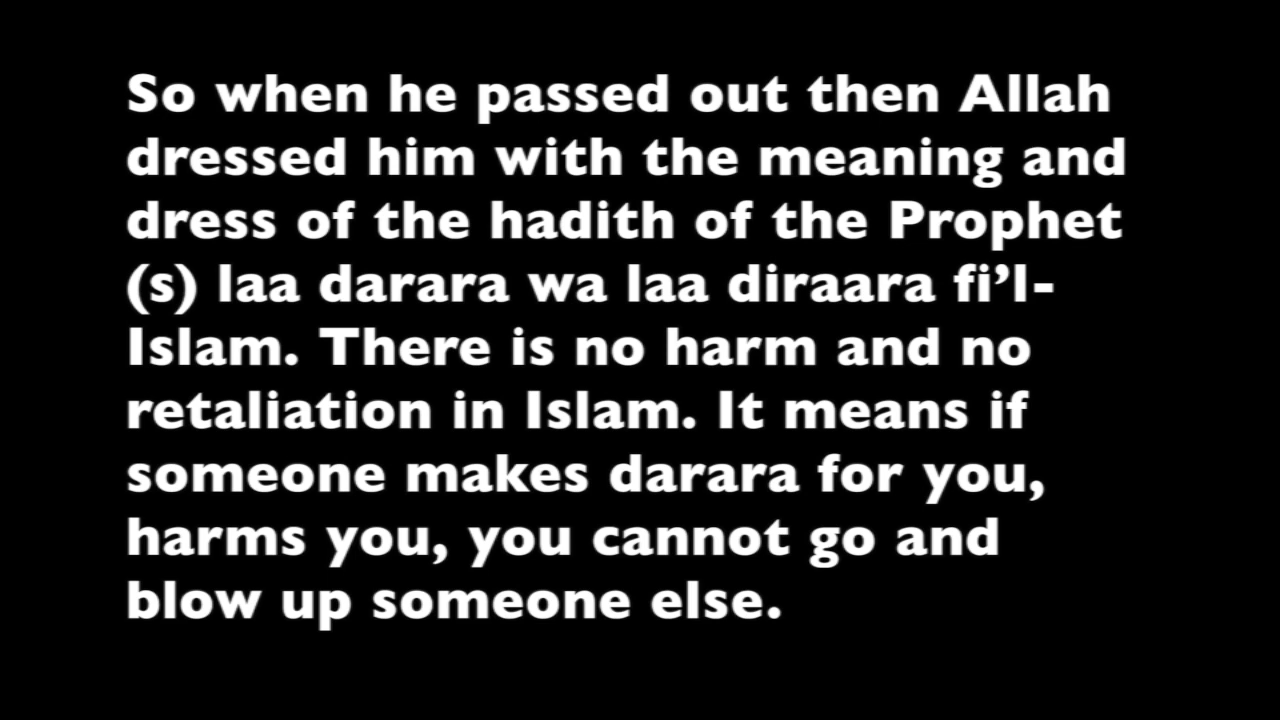 So when he passed out then Allah
dressed him with the meaning and
dress of the hadith of the Prophet
(s) laa darara wa laa diraara fi’l-
Islam. There is no harm and no
retaliation in Islam. It means if
someone makes darara for you,
harms you, you cannot go and
blow up someone else.